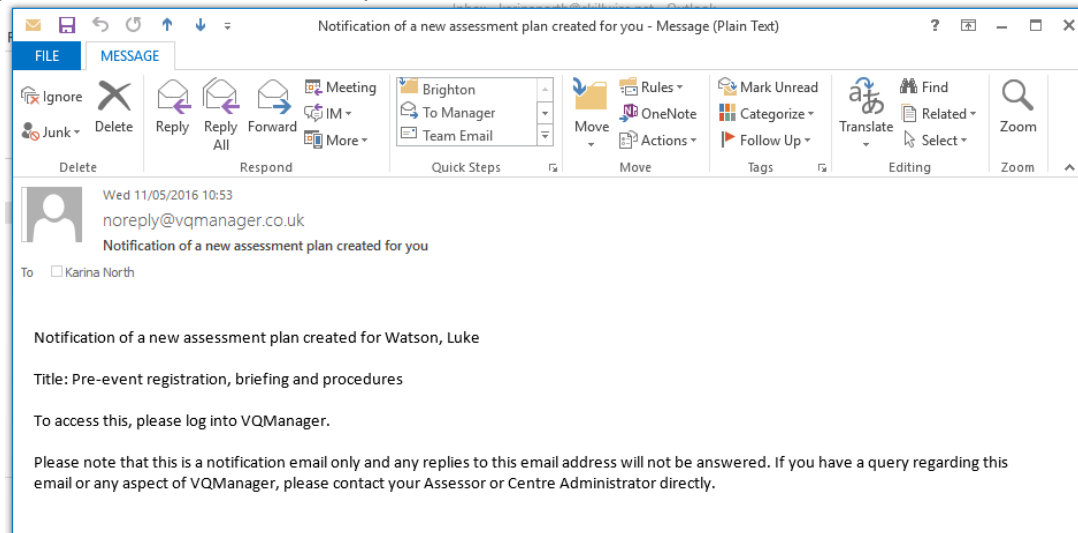 Notification of a new assessment plan created for you - Message (Plain Text)
FILE MESSAGE
Ignore
Junk
Delete
Reply
Reply All
Forward
Meeting
IM
More
Brighton
To Manager
Team Email
Move
Rules
OneNote
Actions
Mark Unread
Categorize
Follow Up
Translate
Find
Related
Select
Zoom
Delete Respond Quick Steps Move Tags Editing Zoom
Wed 11/05/2016 10:53
noreply@vqmanager.co.uk
Notification of a new assessment plan created for you
To Karina North
Notification of a new assessment plan created for Watson, Luke
Title: Pre-event registration, briefing and procedures
To access this, please log into VQManager.
Please note that this is a notification email only and any replies to this email address will not be answered. If you have a query regarding this
email or any aspect of VQManager, please contact your Assessor or Centre Administrator directly.